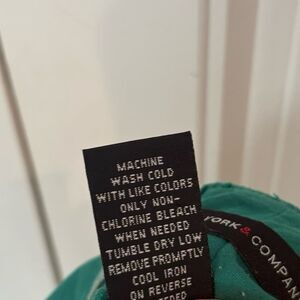 MACHINE
WASH COLD
WITH LIKE COLORS
ONLY NON-
CHLORINE BLEACH
WHEN NEEDED
TUMBLE DRY LOW
REMOVE PROMPTLY
COOL IRON
ON REVERSE
YORK & COMPAN